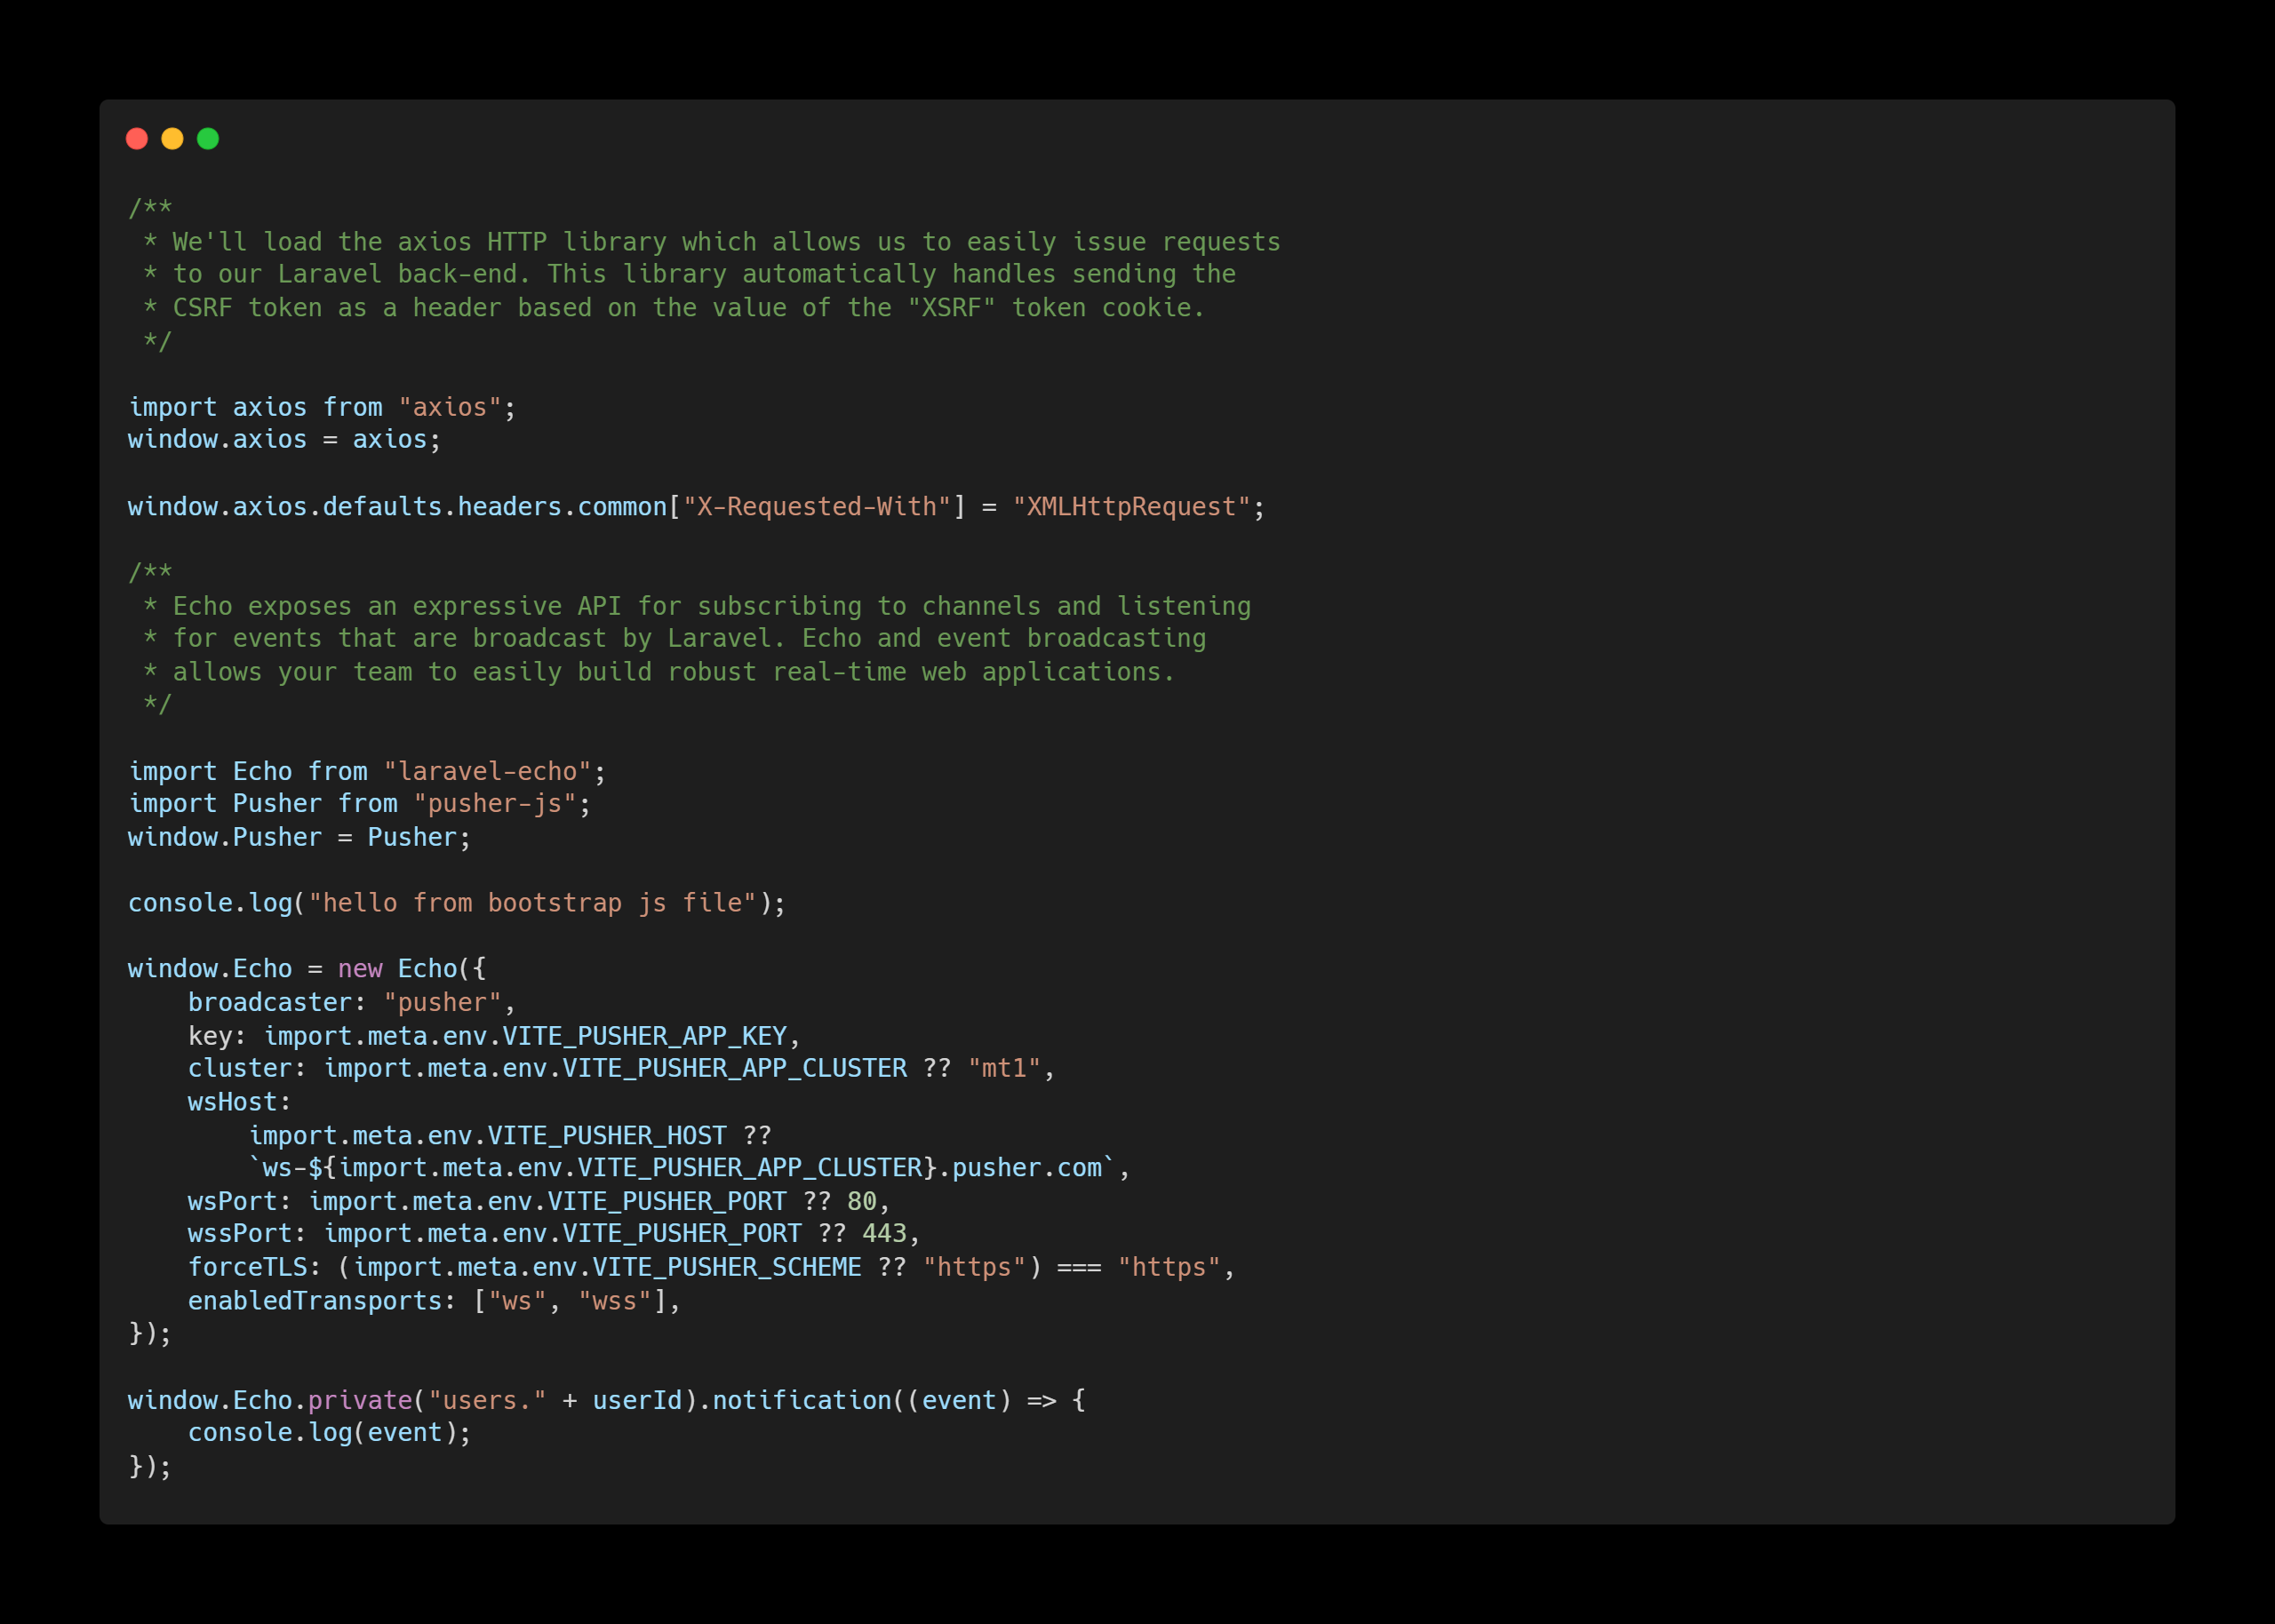 /**
 * We'll load the axios HTTP library which allows us to easily issue requests
 * to our Laravel back-end. This library automatically handles sending the
 * CSRF token as a header based on the value of the "XSRF" token cookie.
 */

import axios from "axios";
window.axios = axios;

window.axios.defaults.headers.common["X-Requested-With"] = "XMLHttpRequest";

/**
 * Echo exposes an expressive API for subscribing to channels and listening
 * for events that are broadcast by Laravel. Echo and event broadcasting
 * allows your team to easily build robust real-time web applications.
 */

import Echo from "laravel-echo";
import Pusher from "pusher-js";
window.Pusher = Pusher;

console.log("hello from bootstrap js file");

window.Echo = new Echo({
    broadcaster: "pusher",
    key: import.meta.env.VITE_PUSHER_APP_KEY,
    cluster: import.meta.env.VITE_PUSHER_APP_CLUSTER ?? "mt1",
    wsHost:
        import.meta.env.VITE_PUSHER_HOST ??
        `ws-${import.meta.env.VITE_PUSHER_APP_CLUSTER}.pusher.com`,
    wsPort: import.meta.env.VITE_PUSHER_PORT ?? 80,
    wssPort: import.meta.env.VITE_PUSHER_PORT ?? 443,
    forceTLS: (import.meta.env.VITE_PUSHER_SCHEME ?? "https") === "https",
    enabledTransports: ["ws", "wss"],
});

window.Echo.private("users." + userId).notification((event) => {
    console.log(event);
});